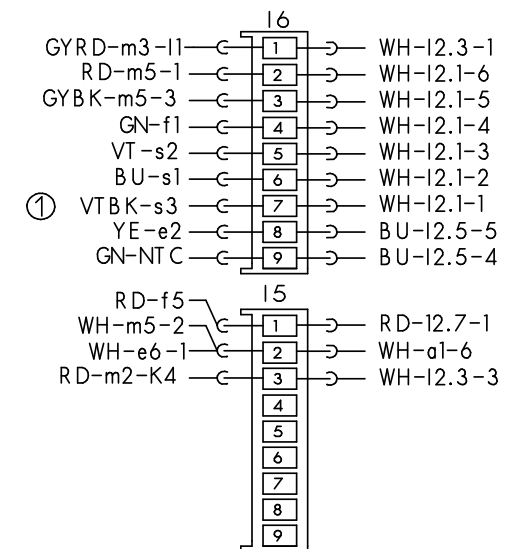 I6
GYRD-m3-I1 1 WH-I2.3-1
RD-m5-1 2 WH-I2.1-6
GYBK-m5-3 3 WH-I2.1-5
GN-f1 4 WH-I2.1-4
VT-s2 5 WH-I2.1-3
BU-s1 6 WH-I2.1-2
1 VTBK-s3 7 WH-I2.1-1
YE-e2 8 BU-I2.5-5
GN-NTC 9 BU-I2.5-4
I5
RD-f5
WH-m5-2 1 RD-12.7-1
WH-e6-1 2 WH-a1-6
RD-m2-K4 3 WH-I2.3-3
4
5
6
7
8
9